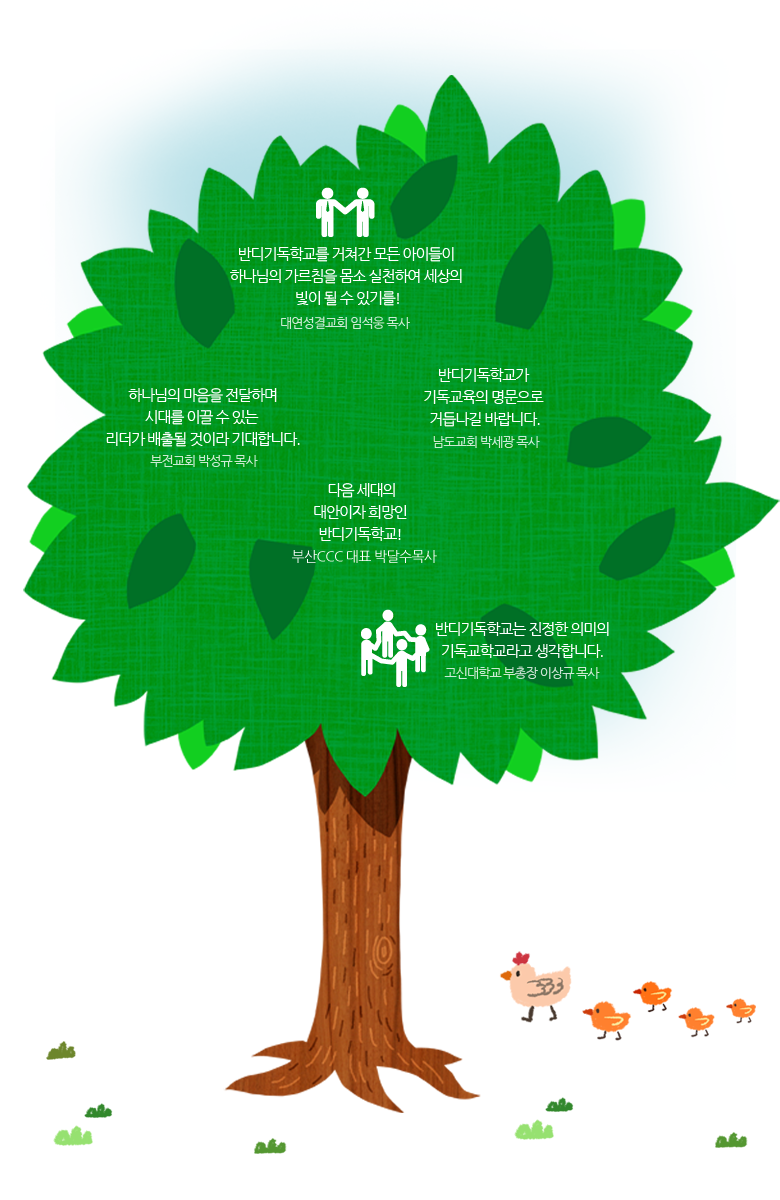 반디기독학교를 거쳐간 모든 아이들이
하나님의 가르침을 몸소 실천하여 세상의
빛이 될 수 있기를!
대연성결교회 임석웅 목사
반디기독학교가
기독교육의 명문으로
거듭나길 바랍니다.
남도교회 박세광 목사
하나님의 마음을 전달하며
시대를 이끌 수 있는
리더가 배출될 것이라 기대합니다.
부전교회 박성규 목사
다음 세대의
대안이자 희망인
반디기독학교!
부산CCC 대표 박달수목사
반디기독학교는 진정한 의미의
기독교학교라고 생각합니다.
고신대학교 부총장 이상규 목사